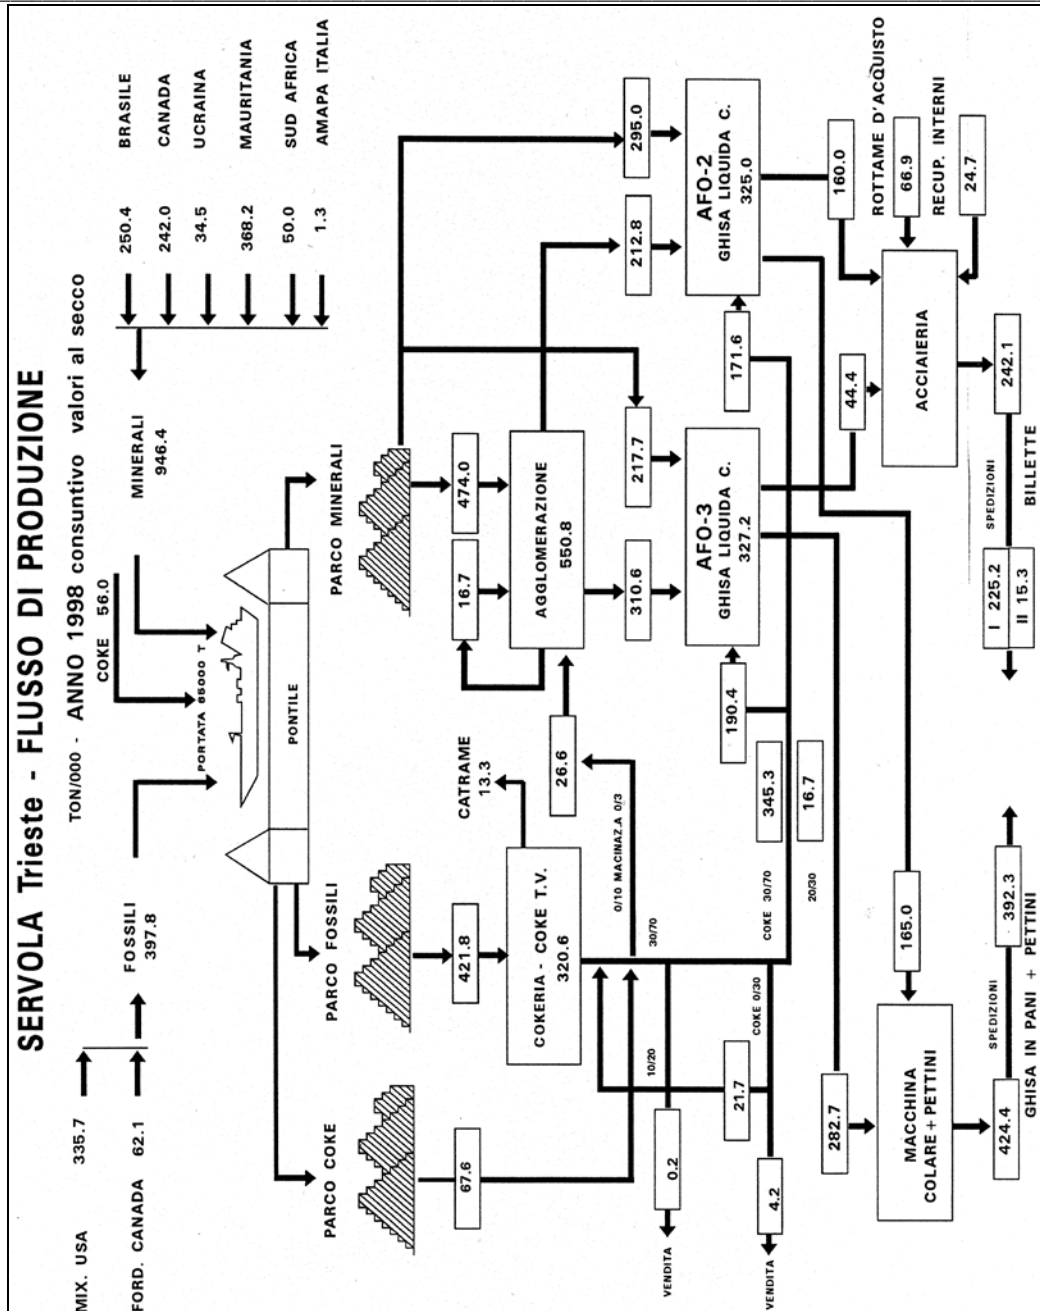 SERVOLA Trieste - FLUSSO DI PRODUZIONE
TON/000 - ANNO 1998 consuntivo valori al secco
MIX. USA 335.7
FORD. CANADA 62.1
FOSSILI
397.8
COKE 56.0
MINERALI
946.4
250.4 BRASILE
242.0 CANADA
34.5 UCRAINA
368.2 MAURITANIA
50.0 SUD AFRICA
1.3 AMAPA ITALIA
PORTATA 65000 T
PONTILE
PARCO COKE
PARCO FOSSILI
PARCO MINERALI
67.6
421.8
16.7
474.0
CATRAME
13.3
COKERIA - COKE T.V.
320.6
26.6
AGGLOMERAZIONE
550.8
0/10 MACINAZ.A 0/3
30/70
10/20
310.6
217.7
212.8
295.0
VENDITA
0.2
21.7
COKE 0/30
VENDITA
4.2
COKE 30/70
345.3
20/30
16.7
190.4
171.6
AFO-3
GHISA LIQUIDA C.
327.2
AFO-2
GHISA LIQUIDA C.
325.0
282.7
165.0
44.4
160.0
ROTTAME D'ACQUISTO
66.9
RECUP. INTERNI
24.7
MACCHINA
COLARE + PETTINI
ACCIAIERIA
424.4
SPEDIZIONI
392.3
GHISA IN PANI + PETTINI
242.1
SPEDIZIONI
I 225.2
II 15.3
BILLETTE